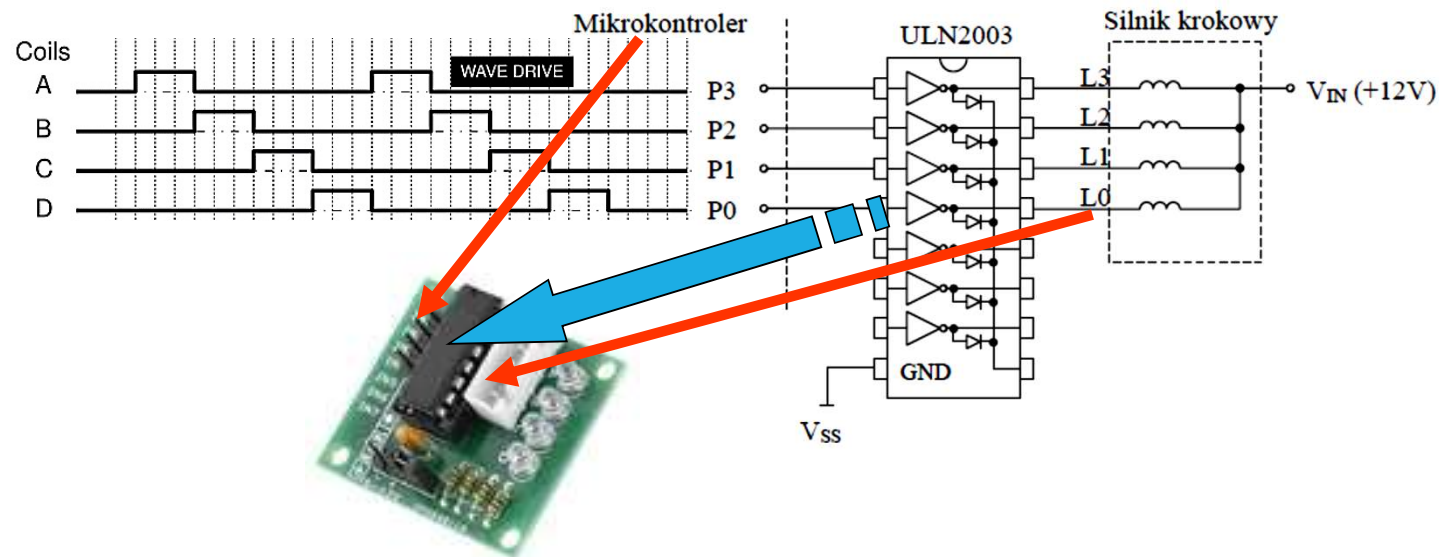 Mikrokontroler
Silnik krokowy
ULN2003
Coils
A
WAVE DRIVE
B
C
D
P3
P2
P1
P0
L3
L2
L1
L0
VIN (+12V)
GND
VSS